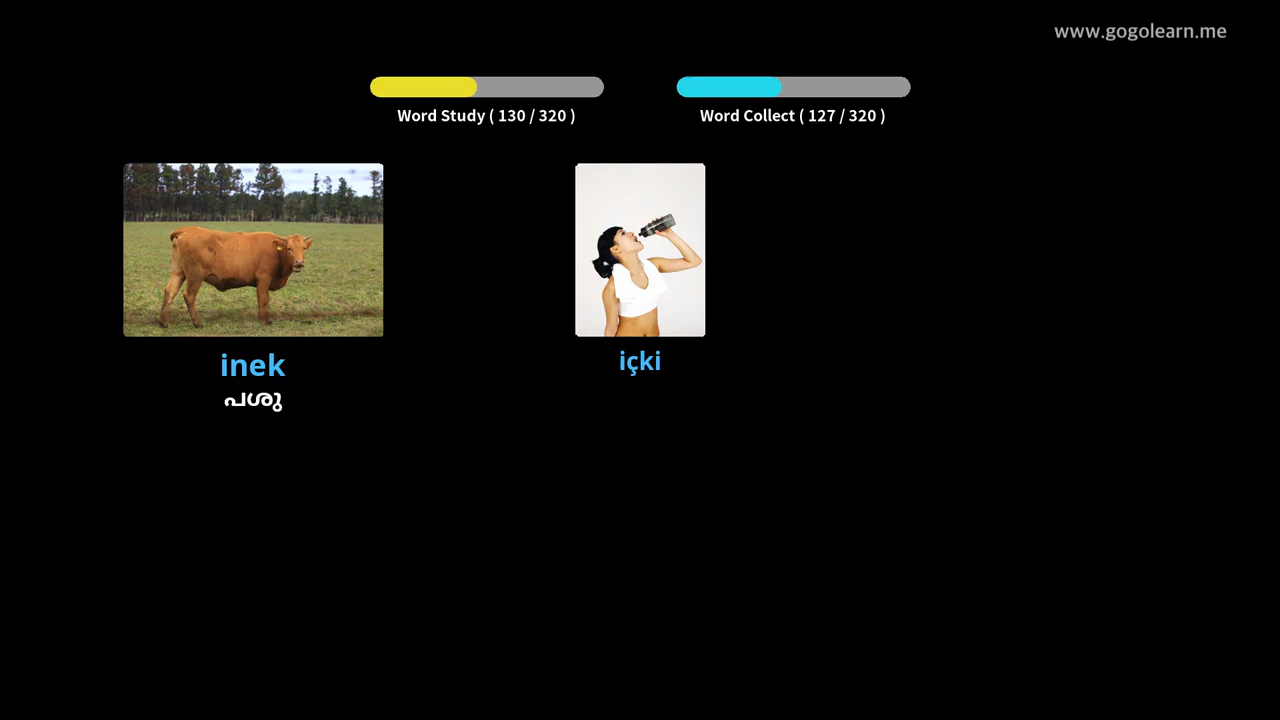 www.gogolearn.me
Word Study ( 130 / 320 )
Word Collect ( 127 / 320 )
inek
പശു
içki